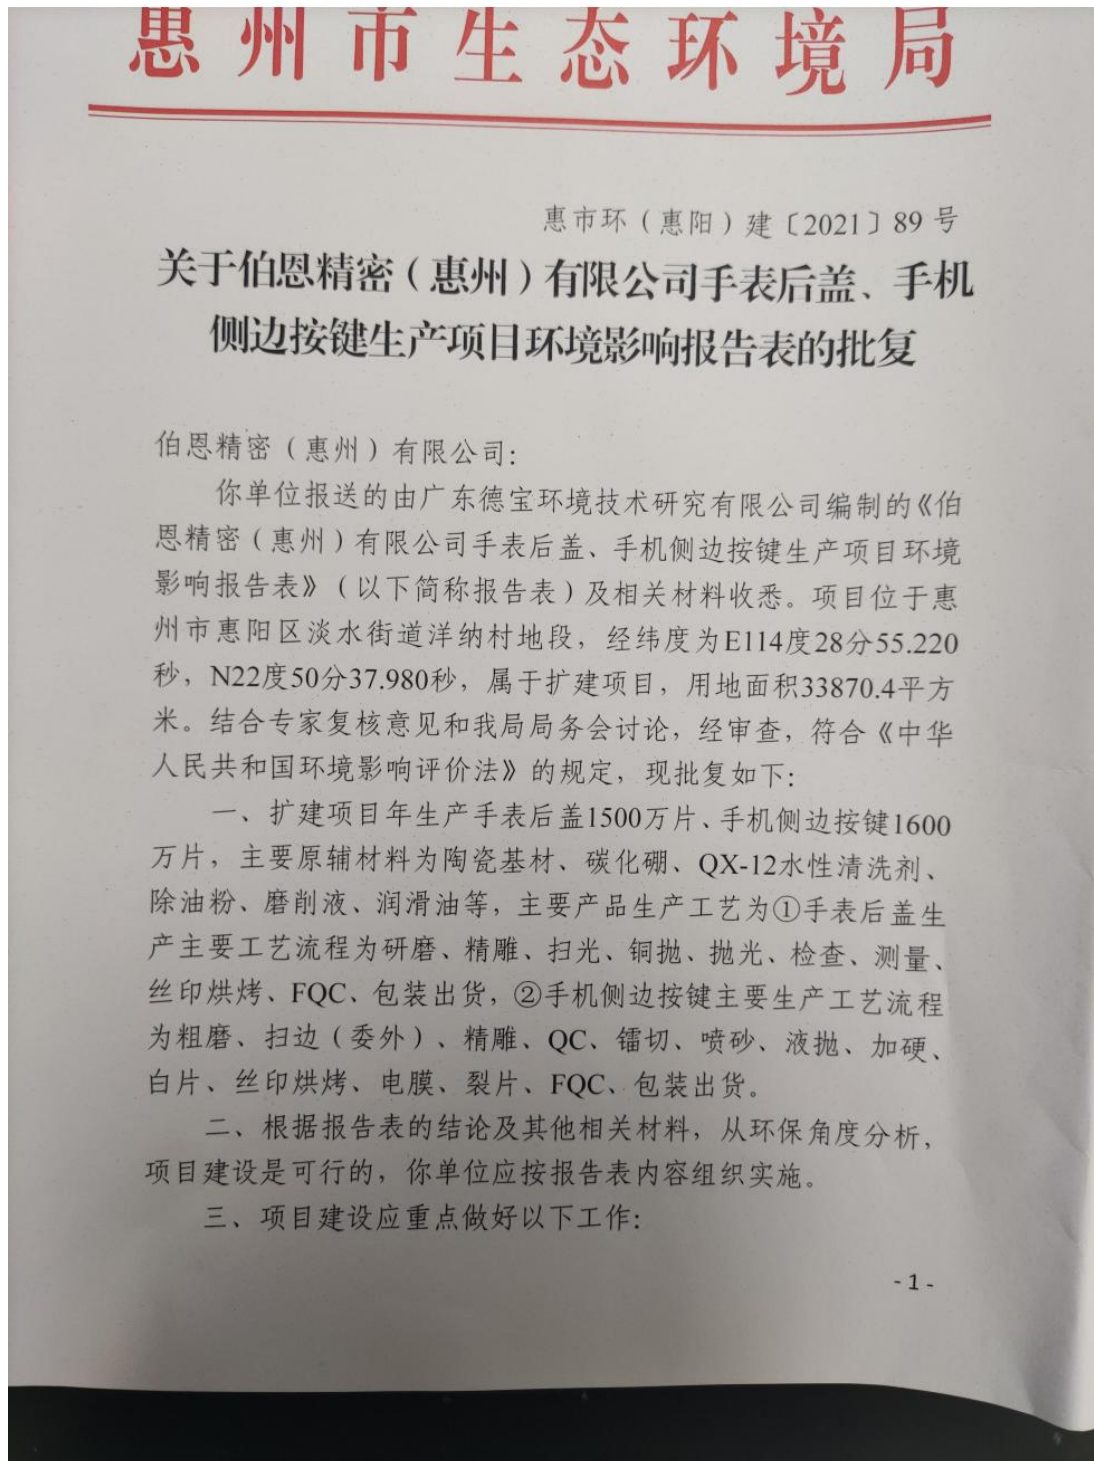 惠州市生态环境局
惠市环（惠阳）建〔2021〕89号
关于伯恩精密（惠州）有限公司手表后盖、手机
侧边按键生产项目环境影响报告表的批复
伯恩精密（惠州）有限公司：
你单位报送的由广东德宝环境技术研究有限公司编制的《伯
恩精密（惠州）有限公司手表后盖、手机侧边按键生产项目环境
影响报告表》（以下简称报告表）及相关材料收悉。项目位于惠
州市惠阳区淡水街道洋纳村地段，经纬度为E114度28分55.220
秒，N22度50分37.980秒，属于扩建项目，用地面积33870.4平方
米。结合专家复核意见和我局局务会讨论，经审查，符合《中华
人民共和国环境影响评价法》的规定，现批复如下：
一、扩建项目年生产手表后盖1500万片、手机侧边按键1600
万片，主要原辅材料为陶瓷基材、碳化硼、QX-12水性清洗剂、
除油粉、磨削液、润滑油等，主要产品生产工艺为①手表后盖生
产主要工艺流程为研磨、精雕、扫光、铜抛、抛光、检查、测量、
丝印烘烤、FQC、包装出货，②手机侧边按键主要生产工艺流程
为粗磨、扫边（委外）、精雕、QC、镭切、喷砂、液抛、加硬、
白片、丝印烘烤、电膜、裂片、FQC、包装出货。
二、根据报告表的结论及其他相关材料，从环保角度分析，
项目建设是可行的，你单位应按报告表内容组织实施。
三、项目建设应重点做好以下工作：
- 1 -